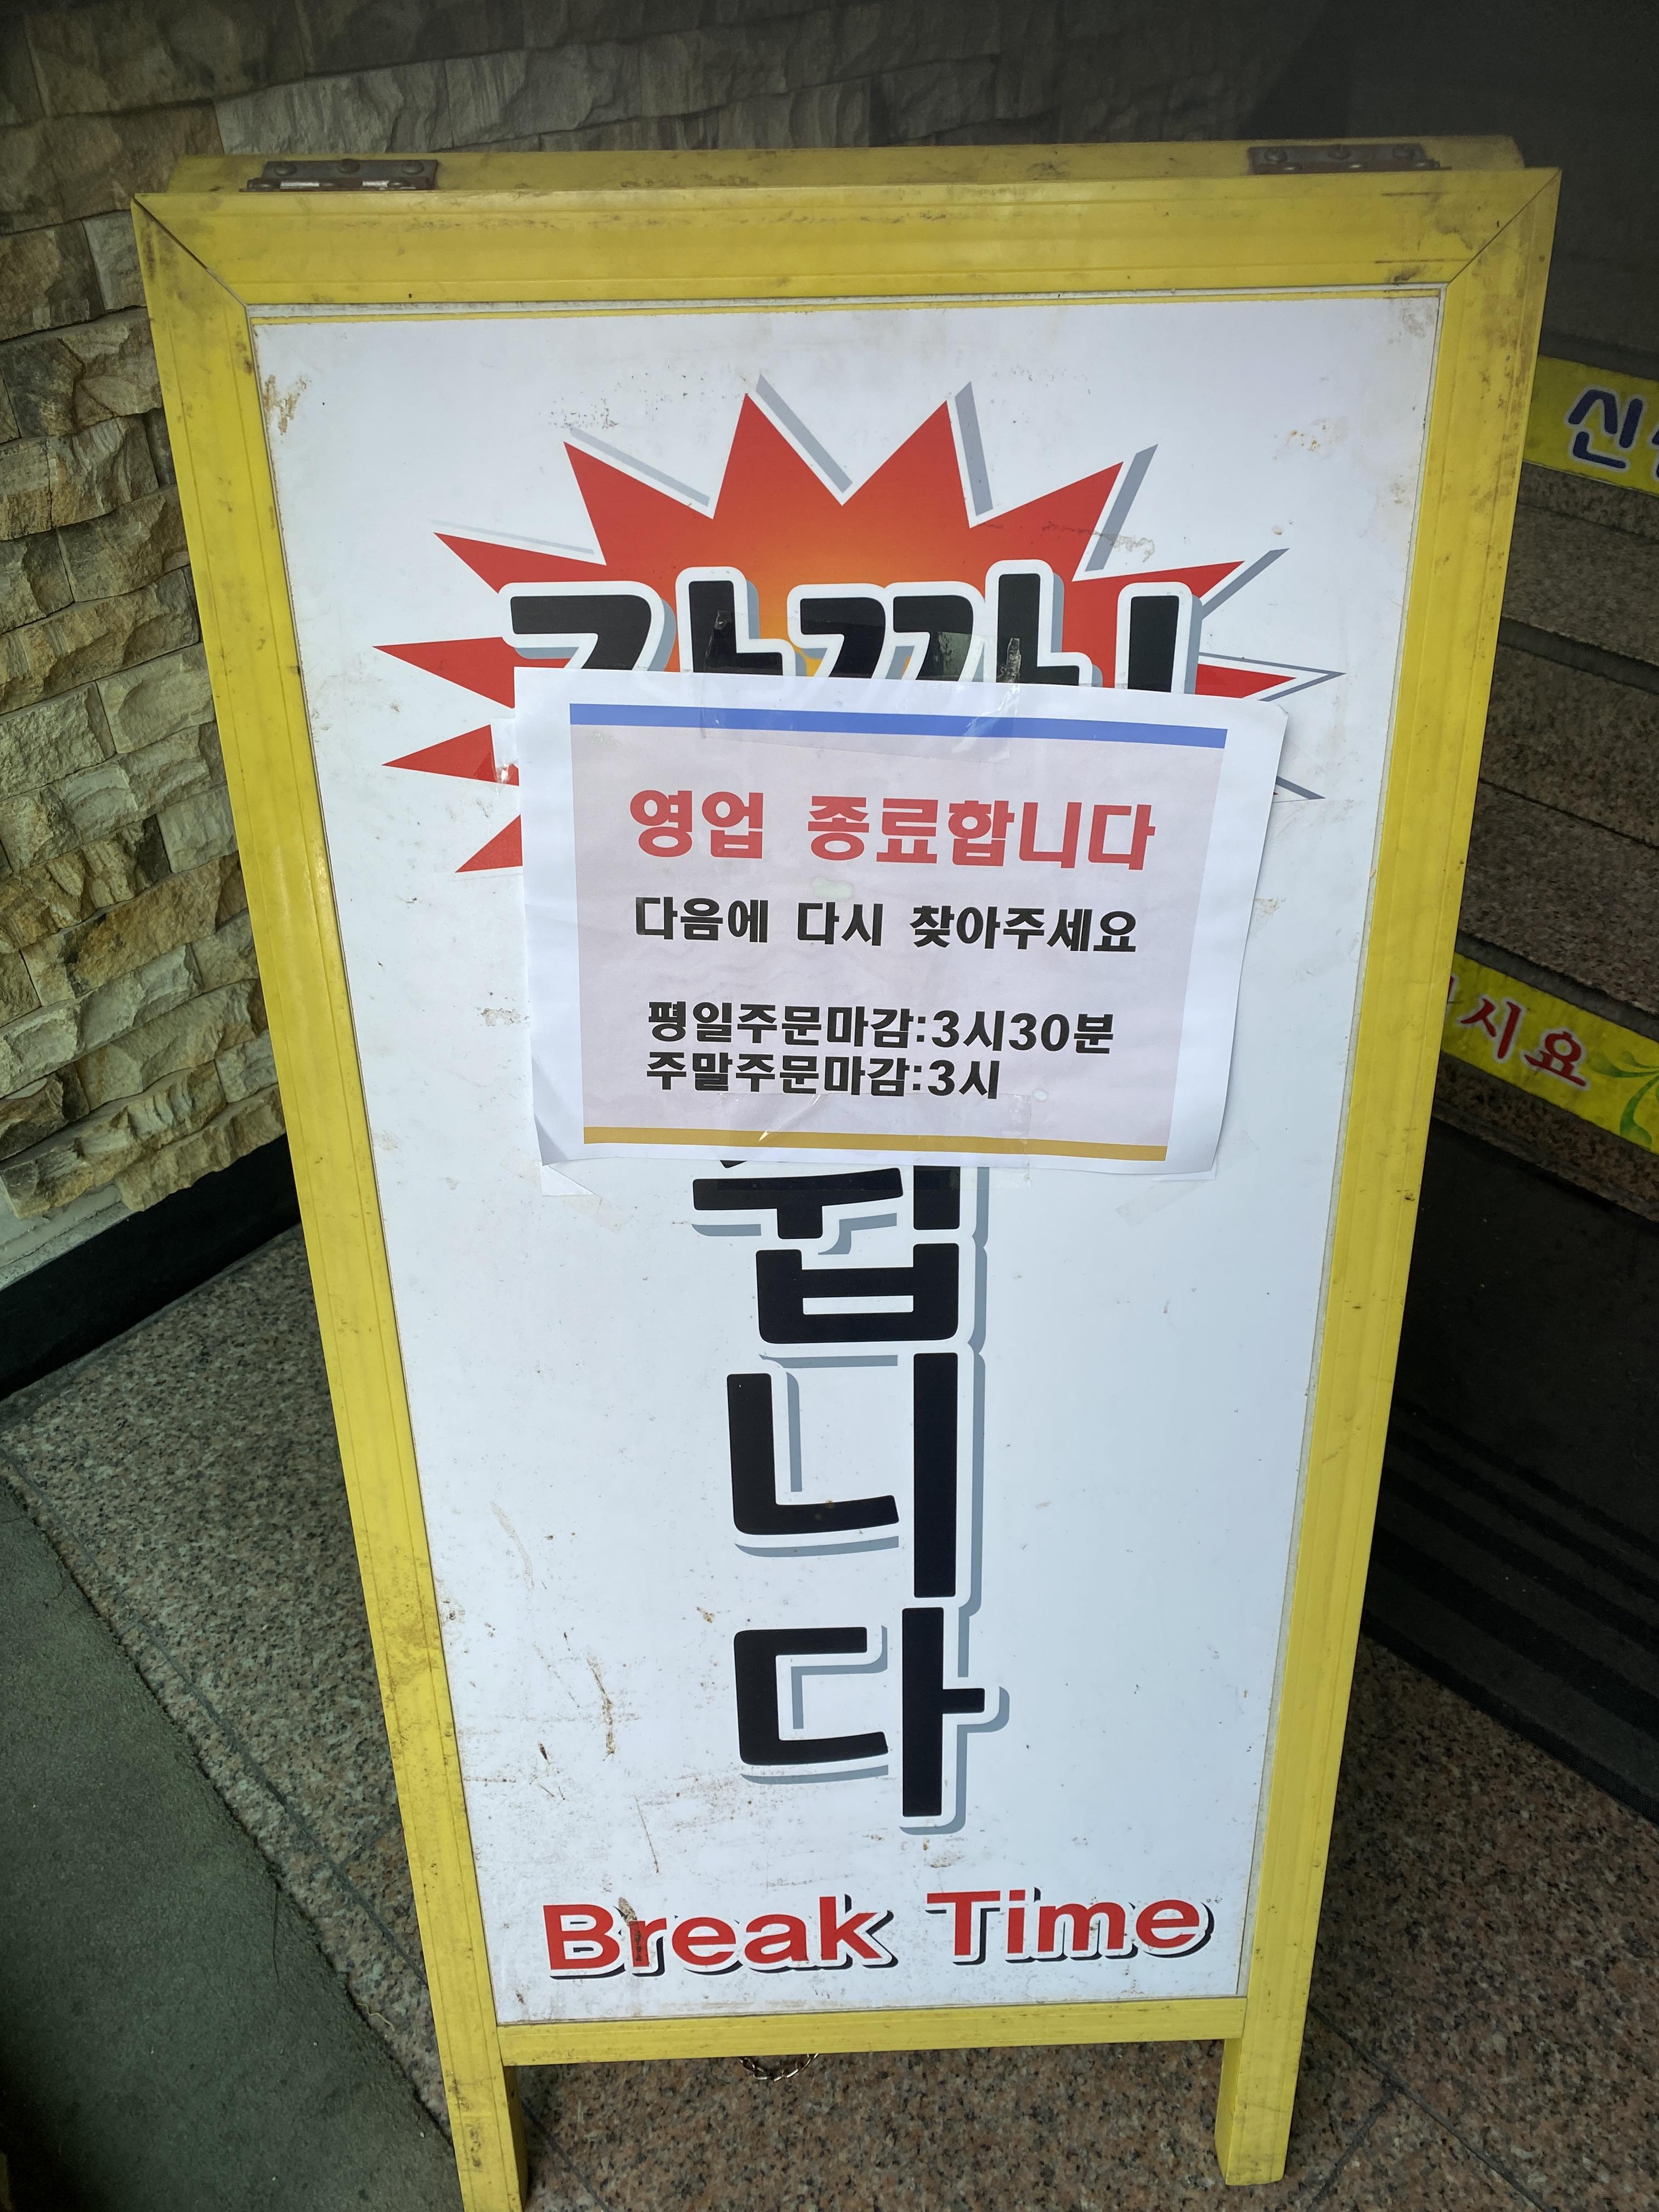 영업 종료합니다
다음에 다시 찾아주세요
평일주문마감:3시30분
주말주문마감:3시
쉽니다
Break Time